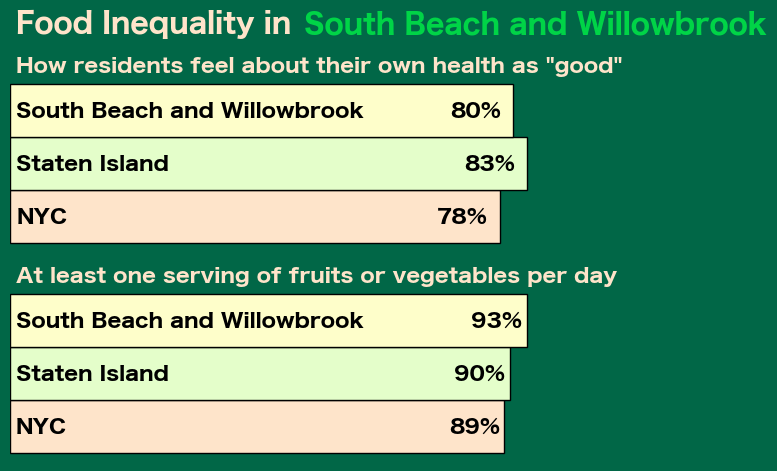 Food Inequality in South Beach and Willowbrook
How residents feel about their own health as "good"
South Beach and Willowbrook 80%
Staten Island 83%
NYC 78%
At least one serving of fruits or vegetables per day
South Beach and Willowbrook 93%
Staten Island 90%
NYC 89%